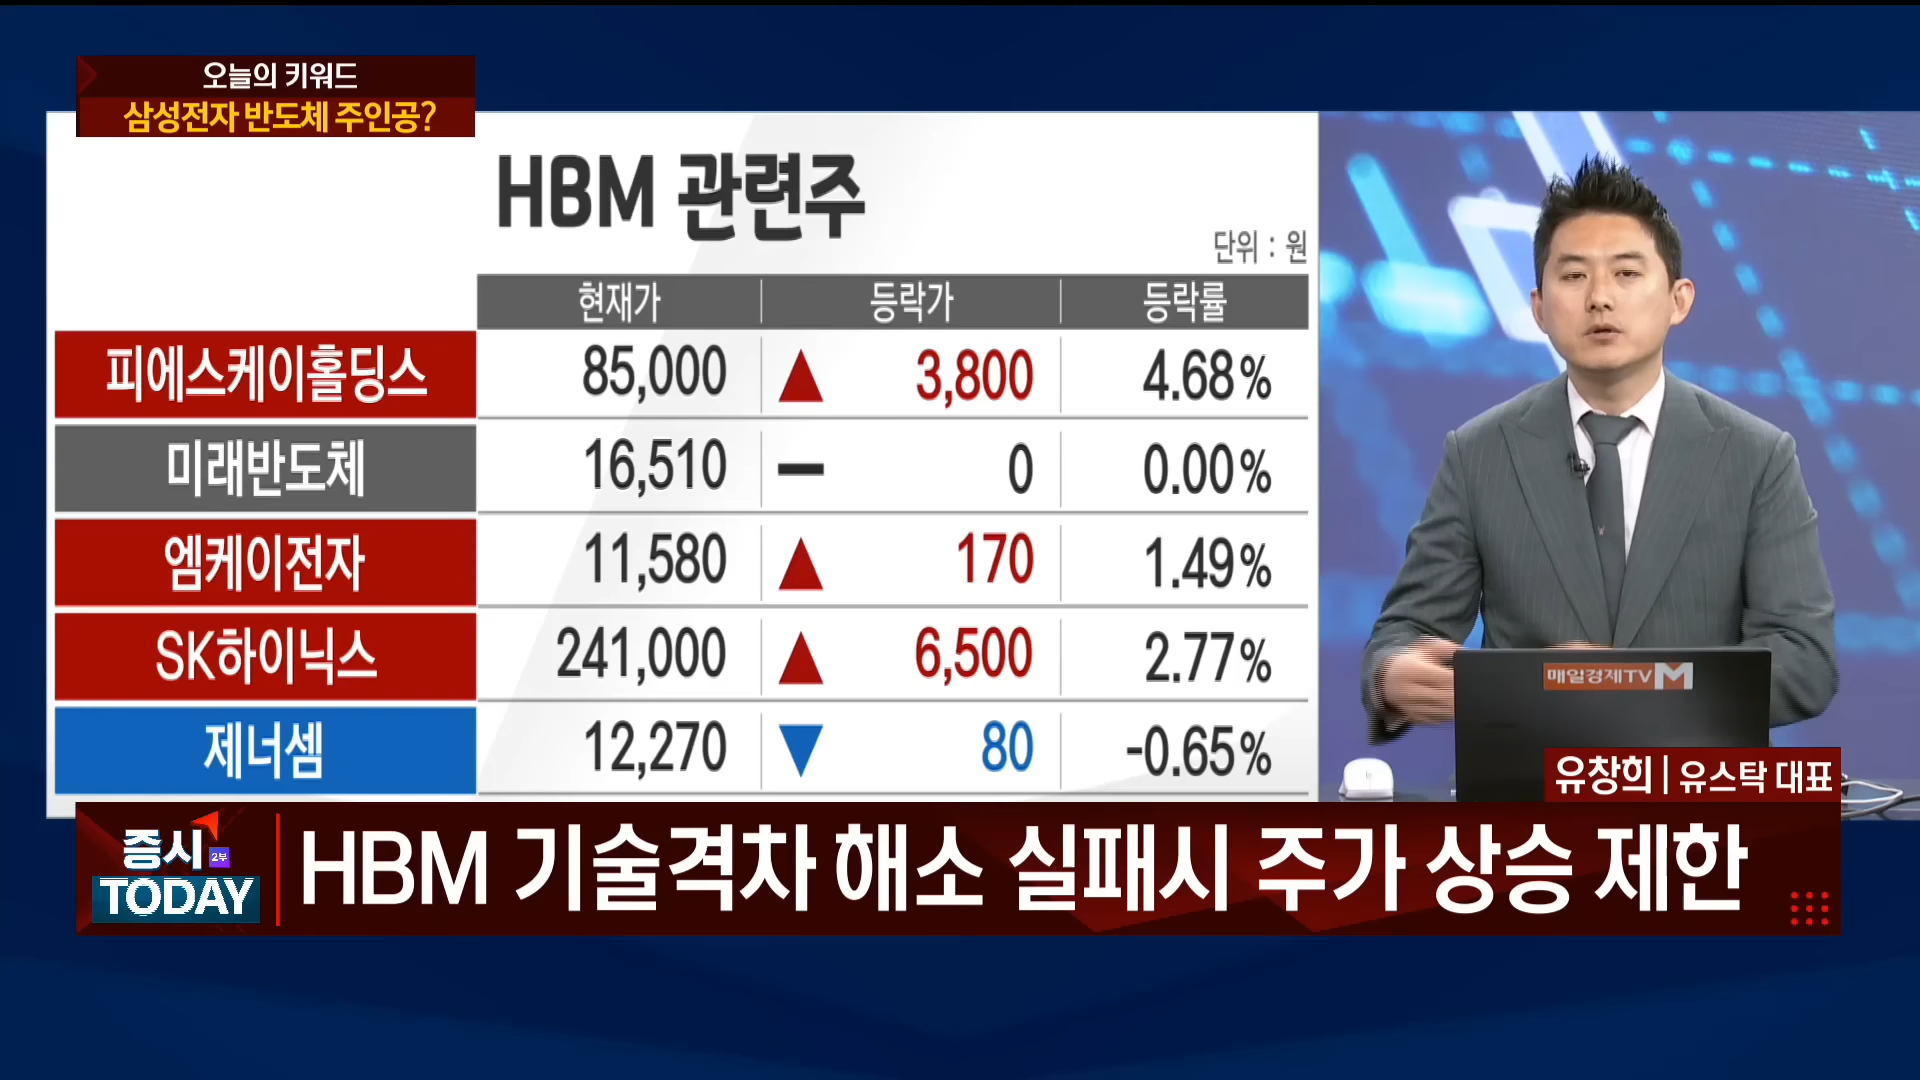 오늘의 키워드
삼성전자 반도체 주인공?
HBM 관련주
단위 : 원
현재가 등락가 등락률
피에스케이홀딩스 85,000 ▲ 3,800 4.68%
미래반도체 16,510 ━ 0 0.00%
엠케이전자 11,580 ▲ 170 1.49%
SK하이닉스 241,000 ▲ 6,500 2.77%
제너셈 12,270 ▼ 80 -0.65%
매일경제TV M
유창희 | 유스탁 대표
증시 2부
TODAY
HBM 기술격차 해소 실패시 주가 상승 제한